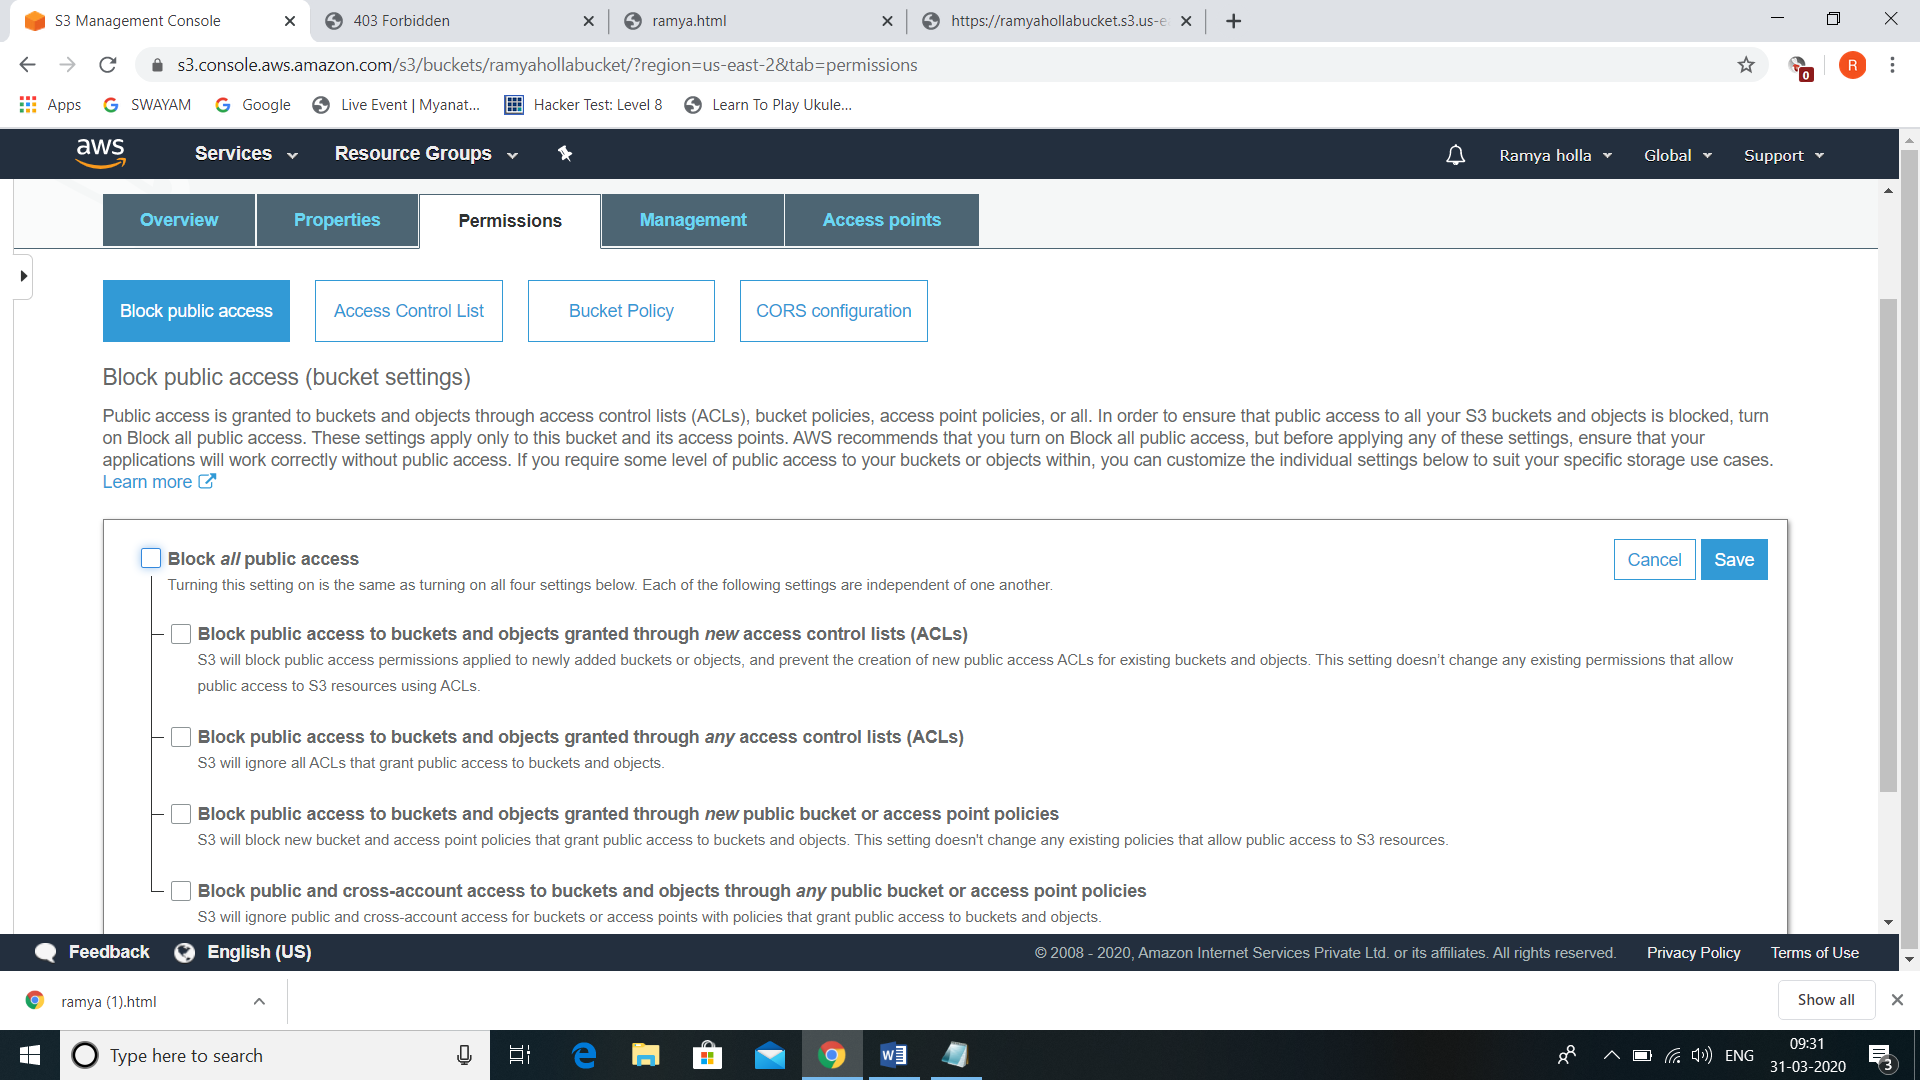 S3 Management Console
403 Forbidden
ramya.html
https://ramyahollabucket.s3.us-e
s3.console.aws.amazon.com/s3/buckets/ramyahollabucket/?region=us-east-2&tab=permissions
0
R
Apps
SWAYAM
Google
Live Event | Myanat...
Hacker Test: Level 8
Learn To Play Ukule...
aws
Services
Resource Groups
Ramya holla
Global
Support
Overview
Properties
Permissions
Management
Access points
Block public access
Access Control List
Bucket Policy
CORS configuration
Block public access (bucket settings)
Public access is granted to buckets and objects through access control lists (ACLs), bucket policies, access point policies, or all. In order to ensure that public access to all your S3 buckets and objects is blocked, turn
on Block all public access. These settings apply only to this bucket and its access points. AWS recommends that you turn on Block all public access, but before applying any of these settings, ensure that your
applications will work correctly without public access. If you require some level of public access to your buckets or objects within, you can customize the individual settings below to suit your specific storage use cases.
Learn more
Block all public access
Cancel
Save
Turning this setting on is the same as turning on all four settings below. Each of the following settings are independent of one another.
Block public access to buckets and objects granted through new access control lists (ACLs)
S3 will block public access permissions applied to newly added buckets or objects, and prevent the creation of new public access ACLs for existing buckets and objects. This setting doesn't change any existing permissions that allow
public access to S3 resources using ACLs.
Block public access to buckets and objects granted through any access control lists (ACLs)
S3 will ignore all ACLs that grant public access to buckets and objects.
Block public access to buckets and objects granted through new public bucket or access point policies
S3 will block new bucket and access point policies that grant public access to buckets and objects. This setting doesn't change any existing policies that allow public access to S3 resources.
Block public and cross-account access to buckets and objects through any public bucket or access point policies
S3 will ignore public and cross-account access for buckets or access points with policies that grant public access to buckets and objects.
Feedback
English (US)
© 2008 - 2020, Amazon Internet Services Private Ltd. or its affiliates. All rights reserved.
Privacy Policy
Terms of Use
ramya (1).html
Show all
Type here to search
ENG
09:31
31-03-2020
3